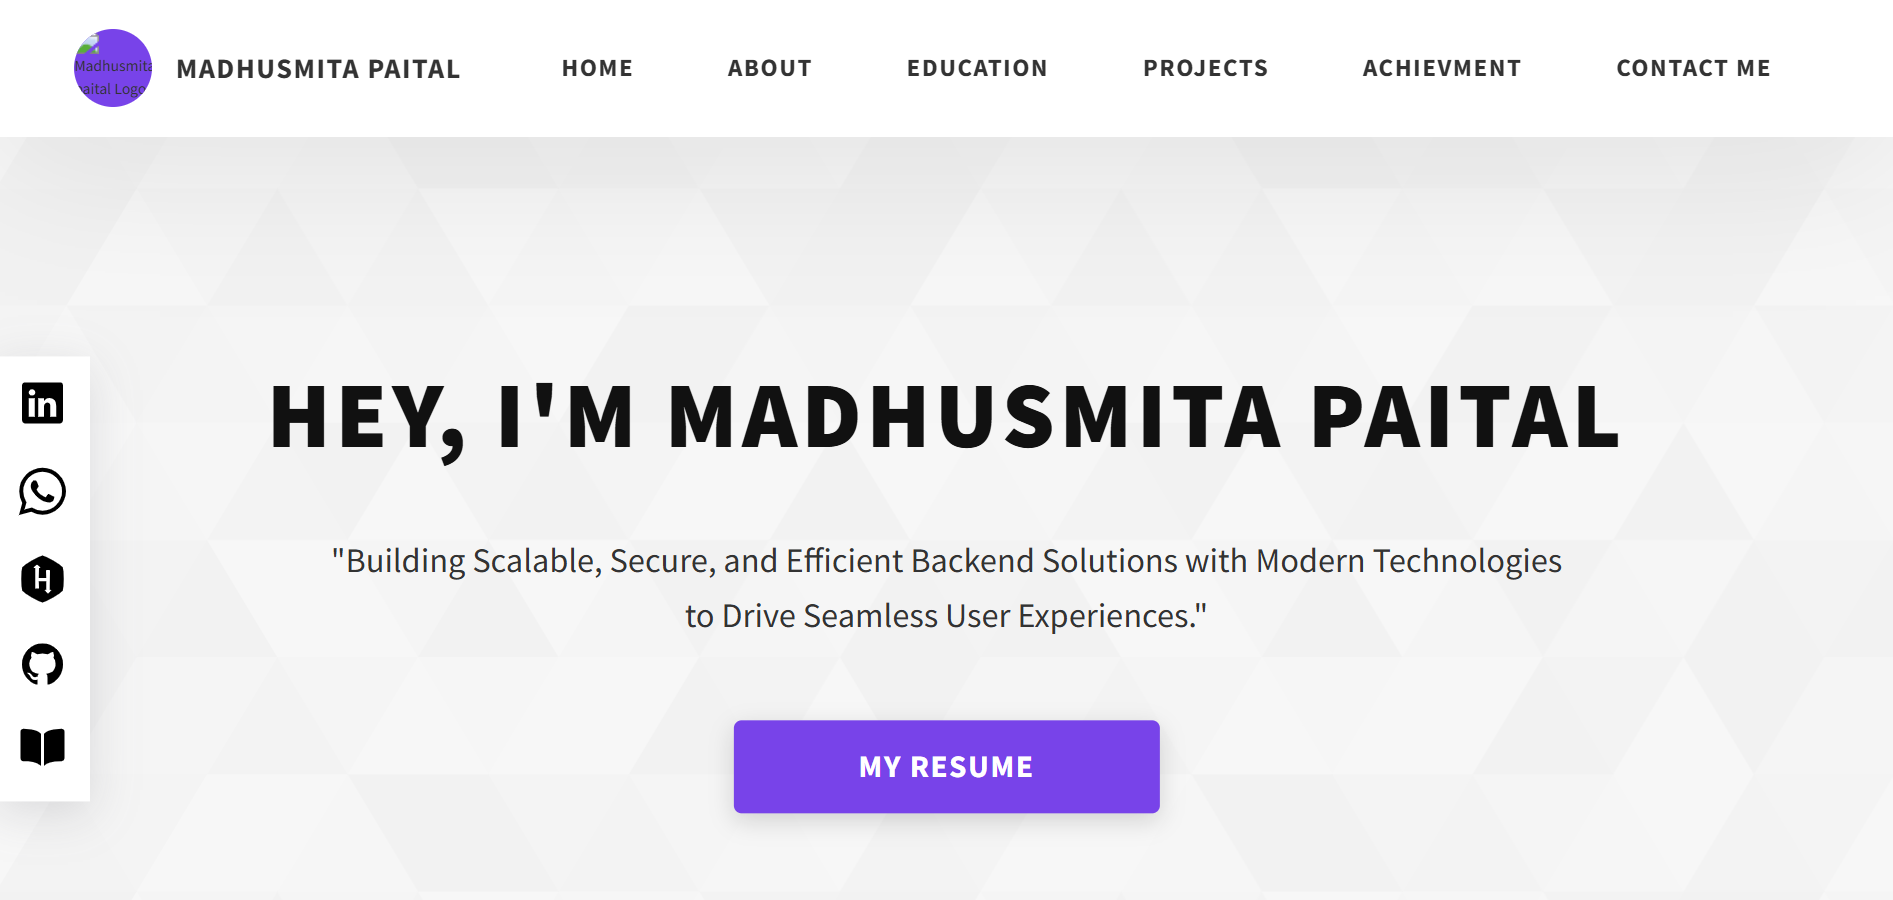 Madhusmita
paital Logo
MADHUSMITA PAITAL
HOME
ABOUT
EDUCATION
PROJECTS
ACHIEVMENT
CONTACT ME
HEY, I'M MADHUSMITA PAITAL
"Building Scalable, Secure, and Efficient Backend Solutions with Modern Technologies
to Drive Seamless User Experiences."
MY RESUME